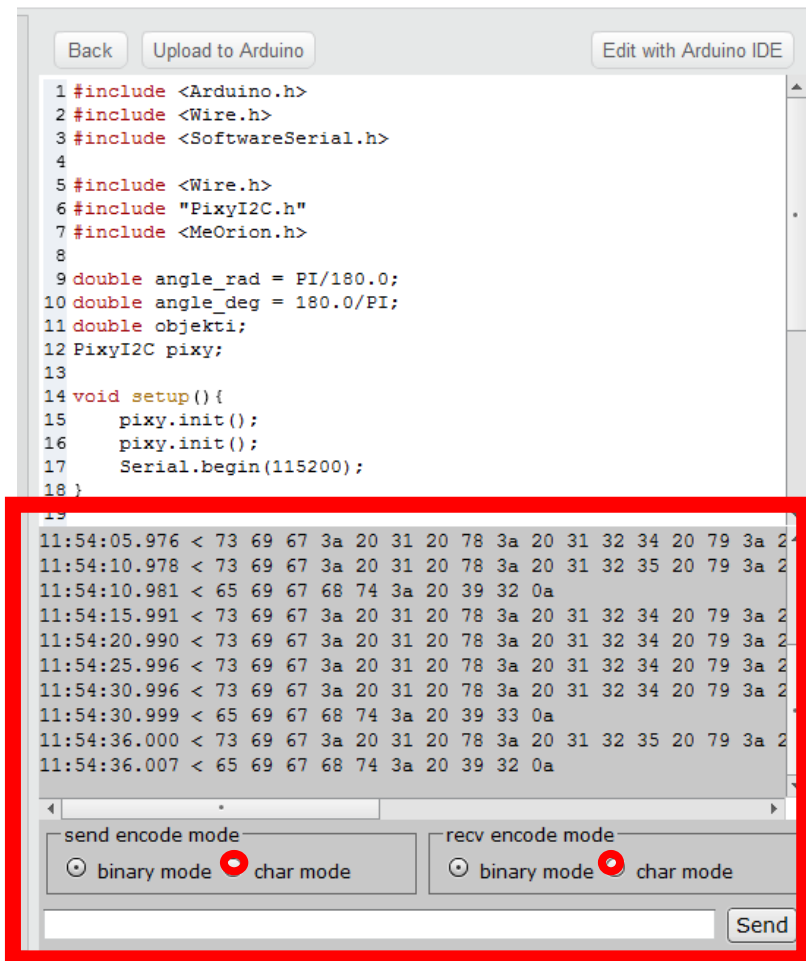 Back Upload to Arduino Edit with Arduino IDE
1 #include <Arduino.h>
2 #include <Wire.h>
3 #include <SoftwareSerial.h>
4
5 #include <Wire.h>
6 #include "PixyI2C.h"
7 #include <MeOrion.h>
8
9 double angle_rad = PI/180.0;
10 double angle_deg = 180.0/PI;
11 double objekti;
12 PixyI2C pixy;
13
14 void setup(){
15     pixy.init();
16     pixy.init();
17     Serial.begin(115200);
18 }
19
11:54:05.976 < 73 69 67 3a 20 31 20 78 3a 20 31 32 34 20 79 3a 2
11:54:10.978 < 73 69 67 3a 20 31 20 78 3a 20 31 32 35 20 79 3a 2
11:54:10.981 < 65 69 67 68 74 3a 20 39 32 0a
11:54:15.991 < 73 69 67 3a 20 31 20 78 3a 20 31 32 34 20 79 3a 2
11:54:20.990 < 73 69 67 3a 20 31 20 78 3a 20 31 32 34 20 79 3a 2
11:54:25.996 < 73 69 67 3a 20 31 20 78 3a 20 31 32 34 20 79 3a 2
11:54:30.996 < 73 69 67 3a 20 31 20 78 3a 20 31 32 34 20 79 3a 2
11:54:30.999 < 65 69 67 68 74 3a 20 39 33 0a
11:54:36.000 < 73 69 67 3a 20 31 20 78 3a 20 31 32 35 20 79 3a 2
11:54:36.007 < 65 69 67 68 74 3a 20 39 32 0a
send encode mode recv encode mode
binary mode char mode binary mode char mode
Send